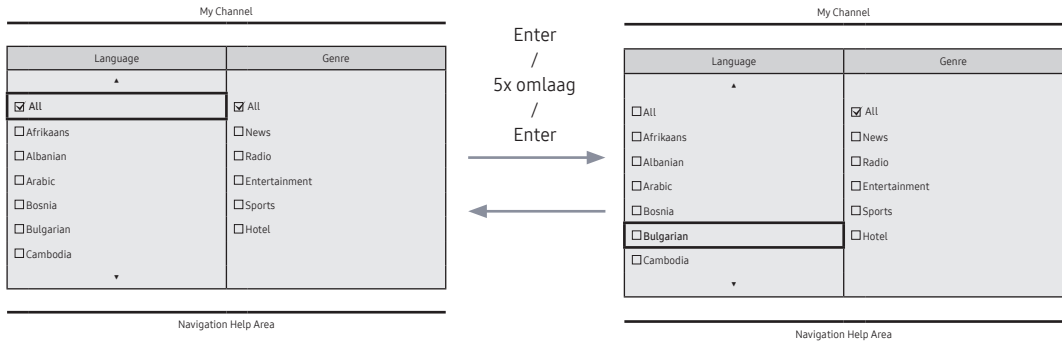 My Channel
Language
Genre
▲
☑ All
☐ Afrikaans
☐ Albanian
☐ Arabic
☐ Bosnia
☐ Bulgarian
☐ Cambodia
▼
☑ All
☐ News
☐ Radio
☐ Entertainment
☐ Sports
☐ Hotel
Navigation Help Area
Enter
/
5x omlaag
/
Enter
My Channel
Language
Genre
▲
☐ All
☐ Afrikaans
☐ Albanian
☐ Arabic
☐ Bosnia
☐ Bulgarian
☐ Cambodia
▼
☑ All
☐ News
☐ Radio
☐ Entertainment
☐ Sports
☐ Hotel
Navigation Help Area